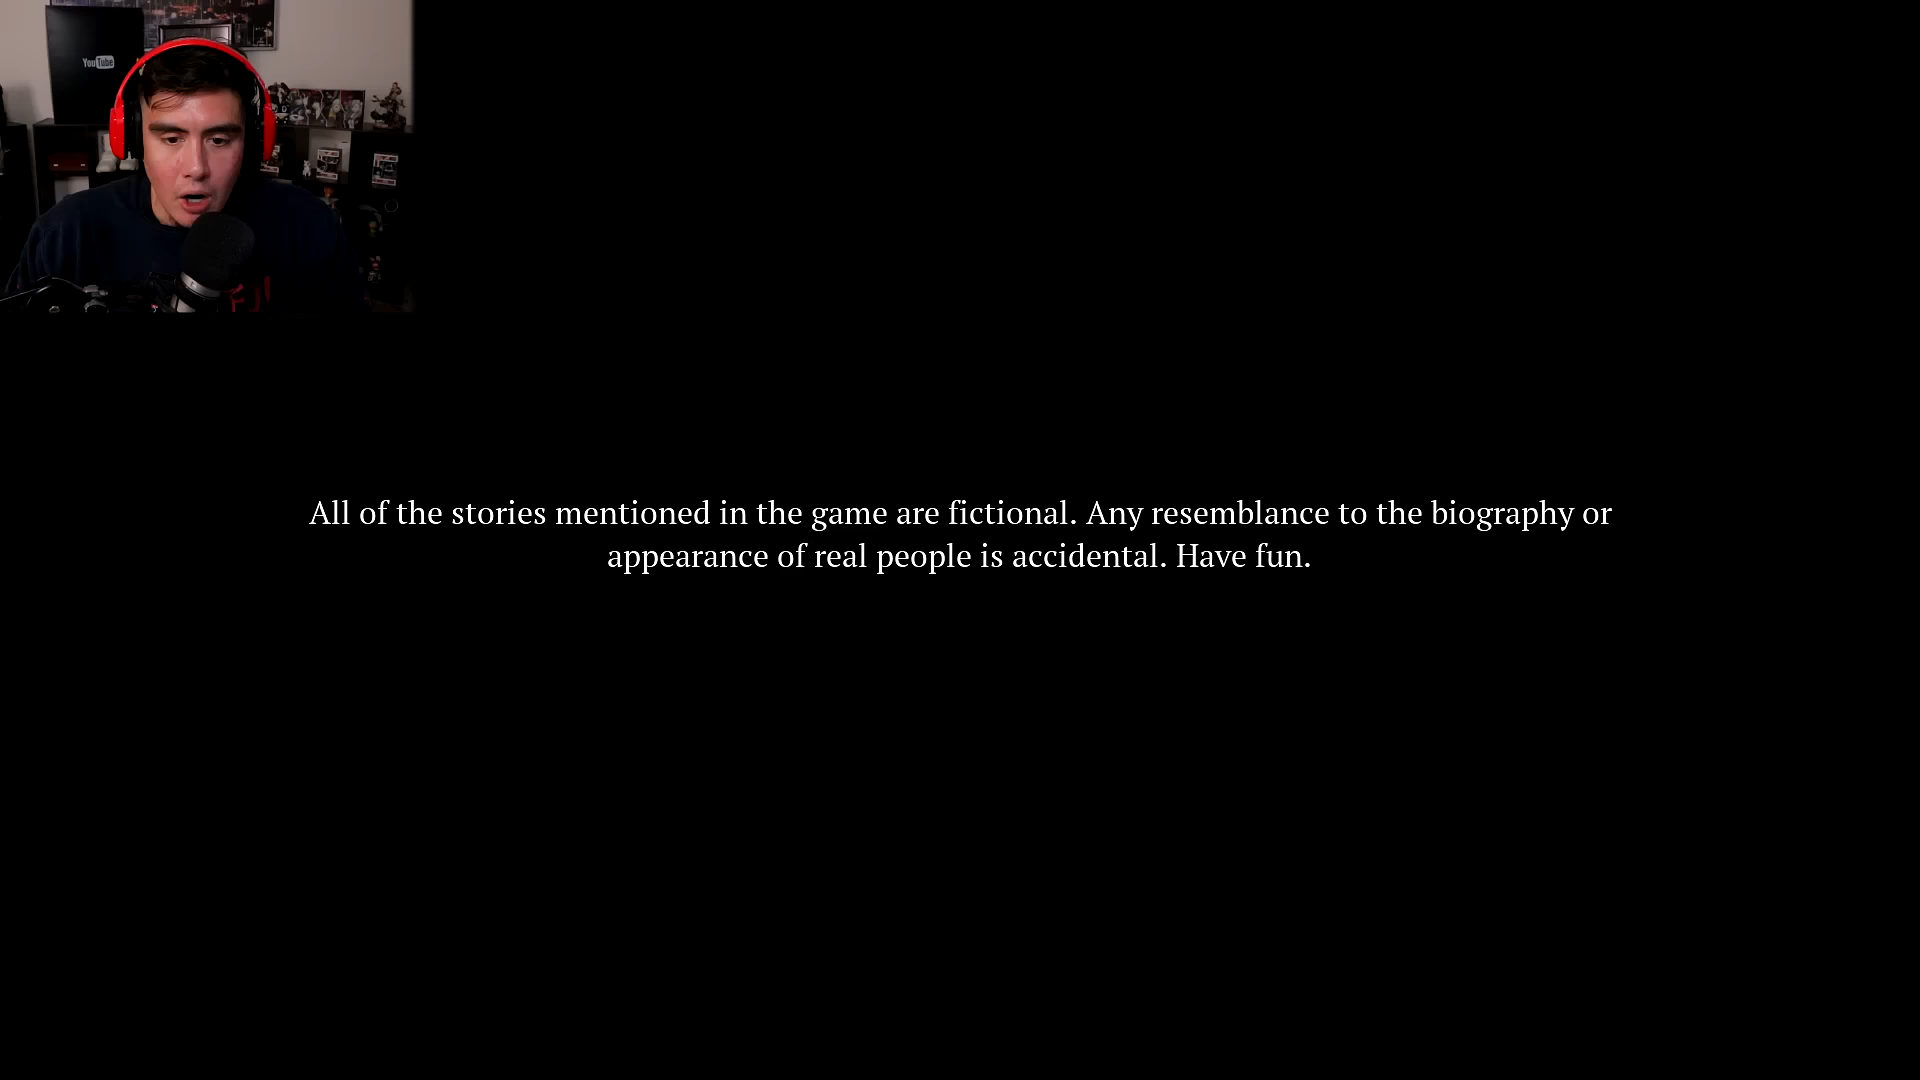 YouTube
All of the stories mentioned in the game are fictional. Any resemblance to the biography or
appearance of real people is accidental. Have fun.